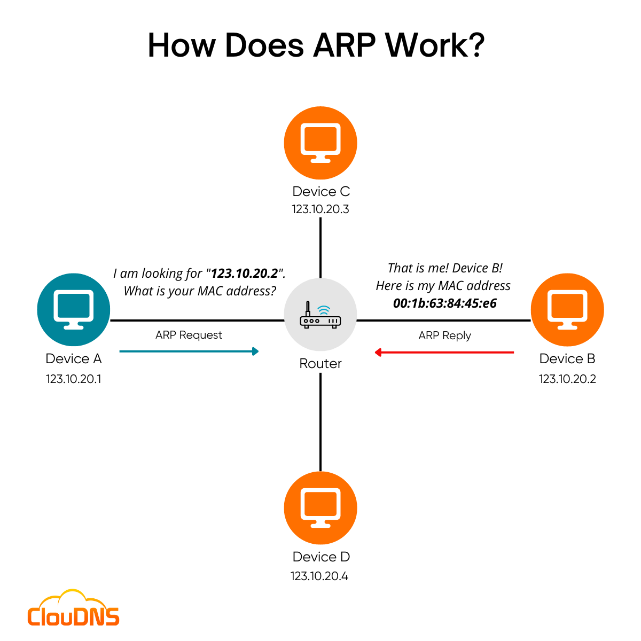 How Does ARP Work?
Device C
123.10.20.3
I am looking for "123.10.20.2".
What is your MAC address?
That is me! Device B!
Here is my MAC address
00:1b:63:84:45:e6
ARP Request
ARP Reply
Device A
123.10.20.1
Router
Device B
123.10.20.2
Device D
123.10.20.4
ClouDNS